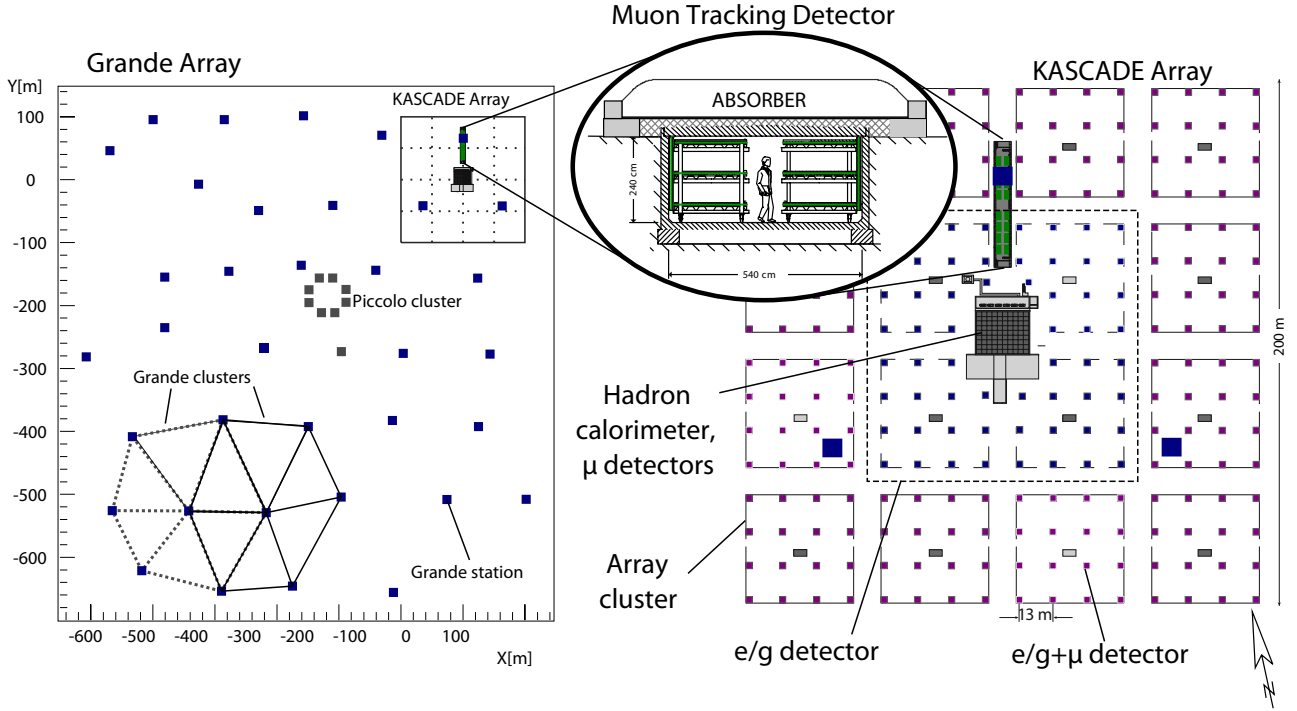 Muon Tracking Detector
Grande Array
KASCADE Array
Y[m]
100
0
-100
-200
-300
-400
-500
-600
-600
-500
-400
-300
-200
-100
0
100
X[m]
KASCADE Array
Piccolo cluster
Grande clusters
Grande station
ABSORBER
240 cm
540 cm
200 m
Hadron
calorimeter,
μ detectors
Array
cluster
13 m
e/g detector
e/g+μ detector
N